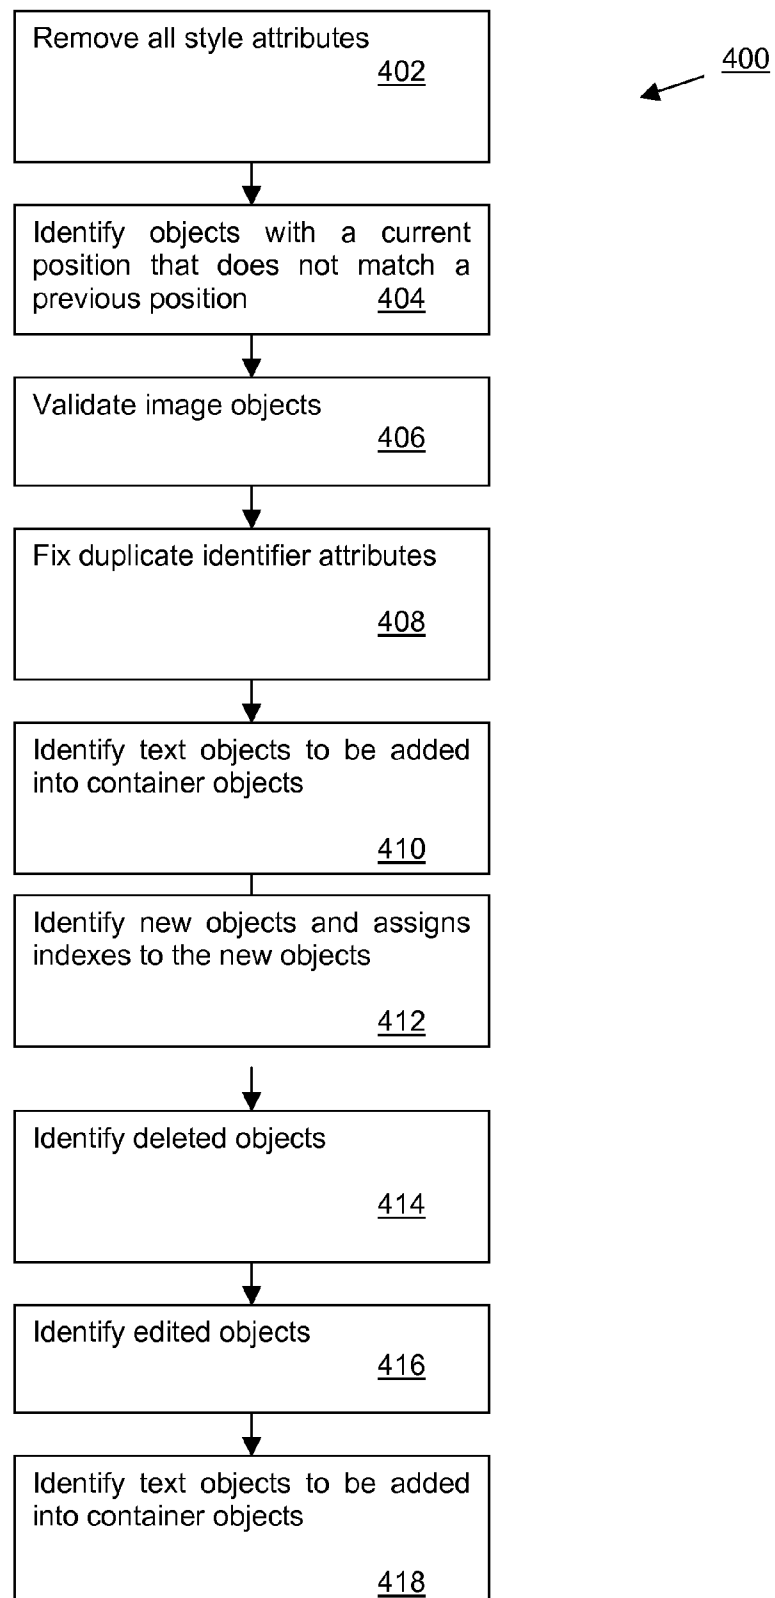 Remove all style attributes
402
400
Identify objects with a current
position that does not match a
previous position 404
Validate image objects
406
Fix duplicate identifier attributes
408
Identify text objects to be added
into container objects
410
Identify new objects and assigns
indexes to the new objects
412
Identify deleted objects
414
Identify edited objects
416
Identify text objects to be added
into container objects
418